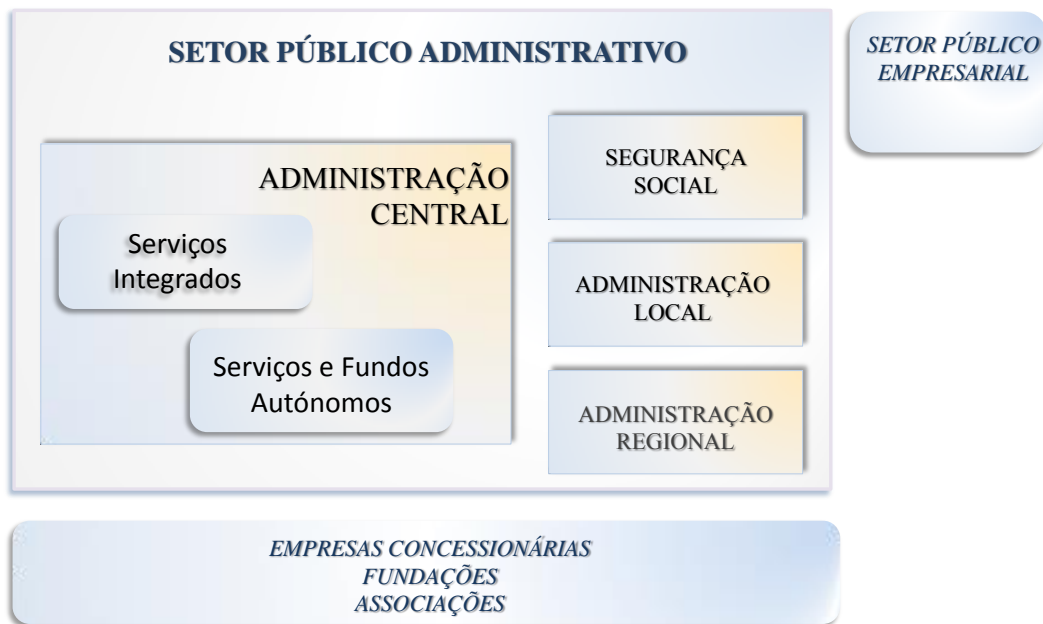 SETOR PÚBLICO ADMINISTRATIVO
SETOR PÚBLICO
EMPRESARIAL
ADMINISTRAÇÃO
CENTRAL
Serviços
Integrados
Serviços e Fundos
Autónomos
SEGURANÇA
SOCIAL
ADMINISTRAÇÃO
LOCAL
ADMINISTRAÇÃO
REGIONAL
EMPRESAS CONCESSIONÁRIAS
FUNDAÇÕES
ASSOCIAÇÕES